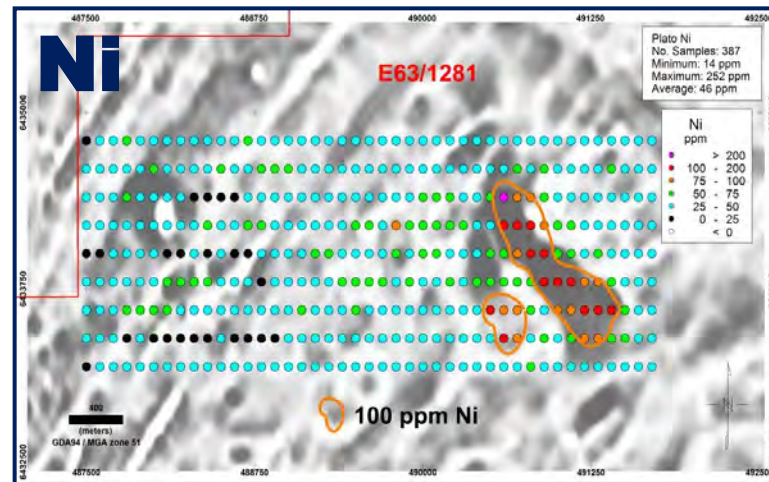 487500 488750 490000 491250 492500
Ni
E63/1281
Plato Ni
No. Samples: 387
Minimum: 14 ppm
Maximum: 252 ppm
Average: 46 ppm
6435000
Ni
ppm
> 200
100 - 200
75 - 100
50 - 75
25 - 50
0 - 25
< 0
6433750
400
(meters)
GDA94 / MGA zone 51
100 ppm Ni
N
6432500
487500 488750 490000 491250 492500